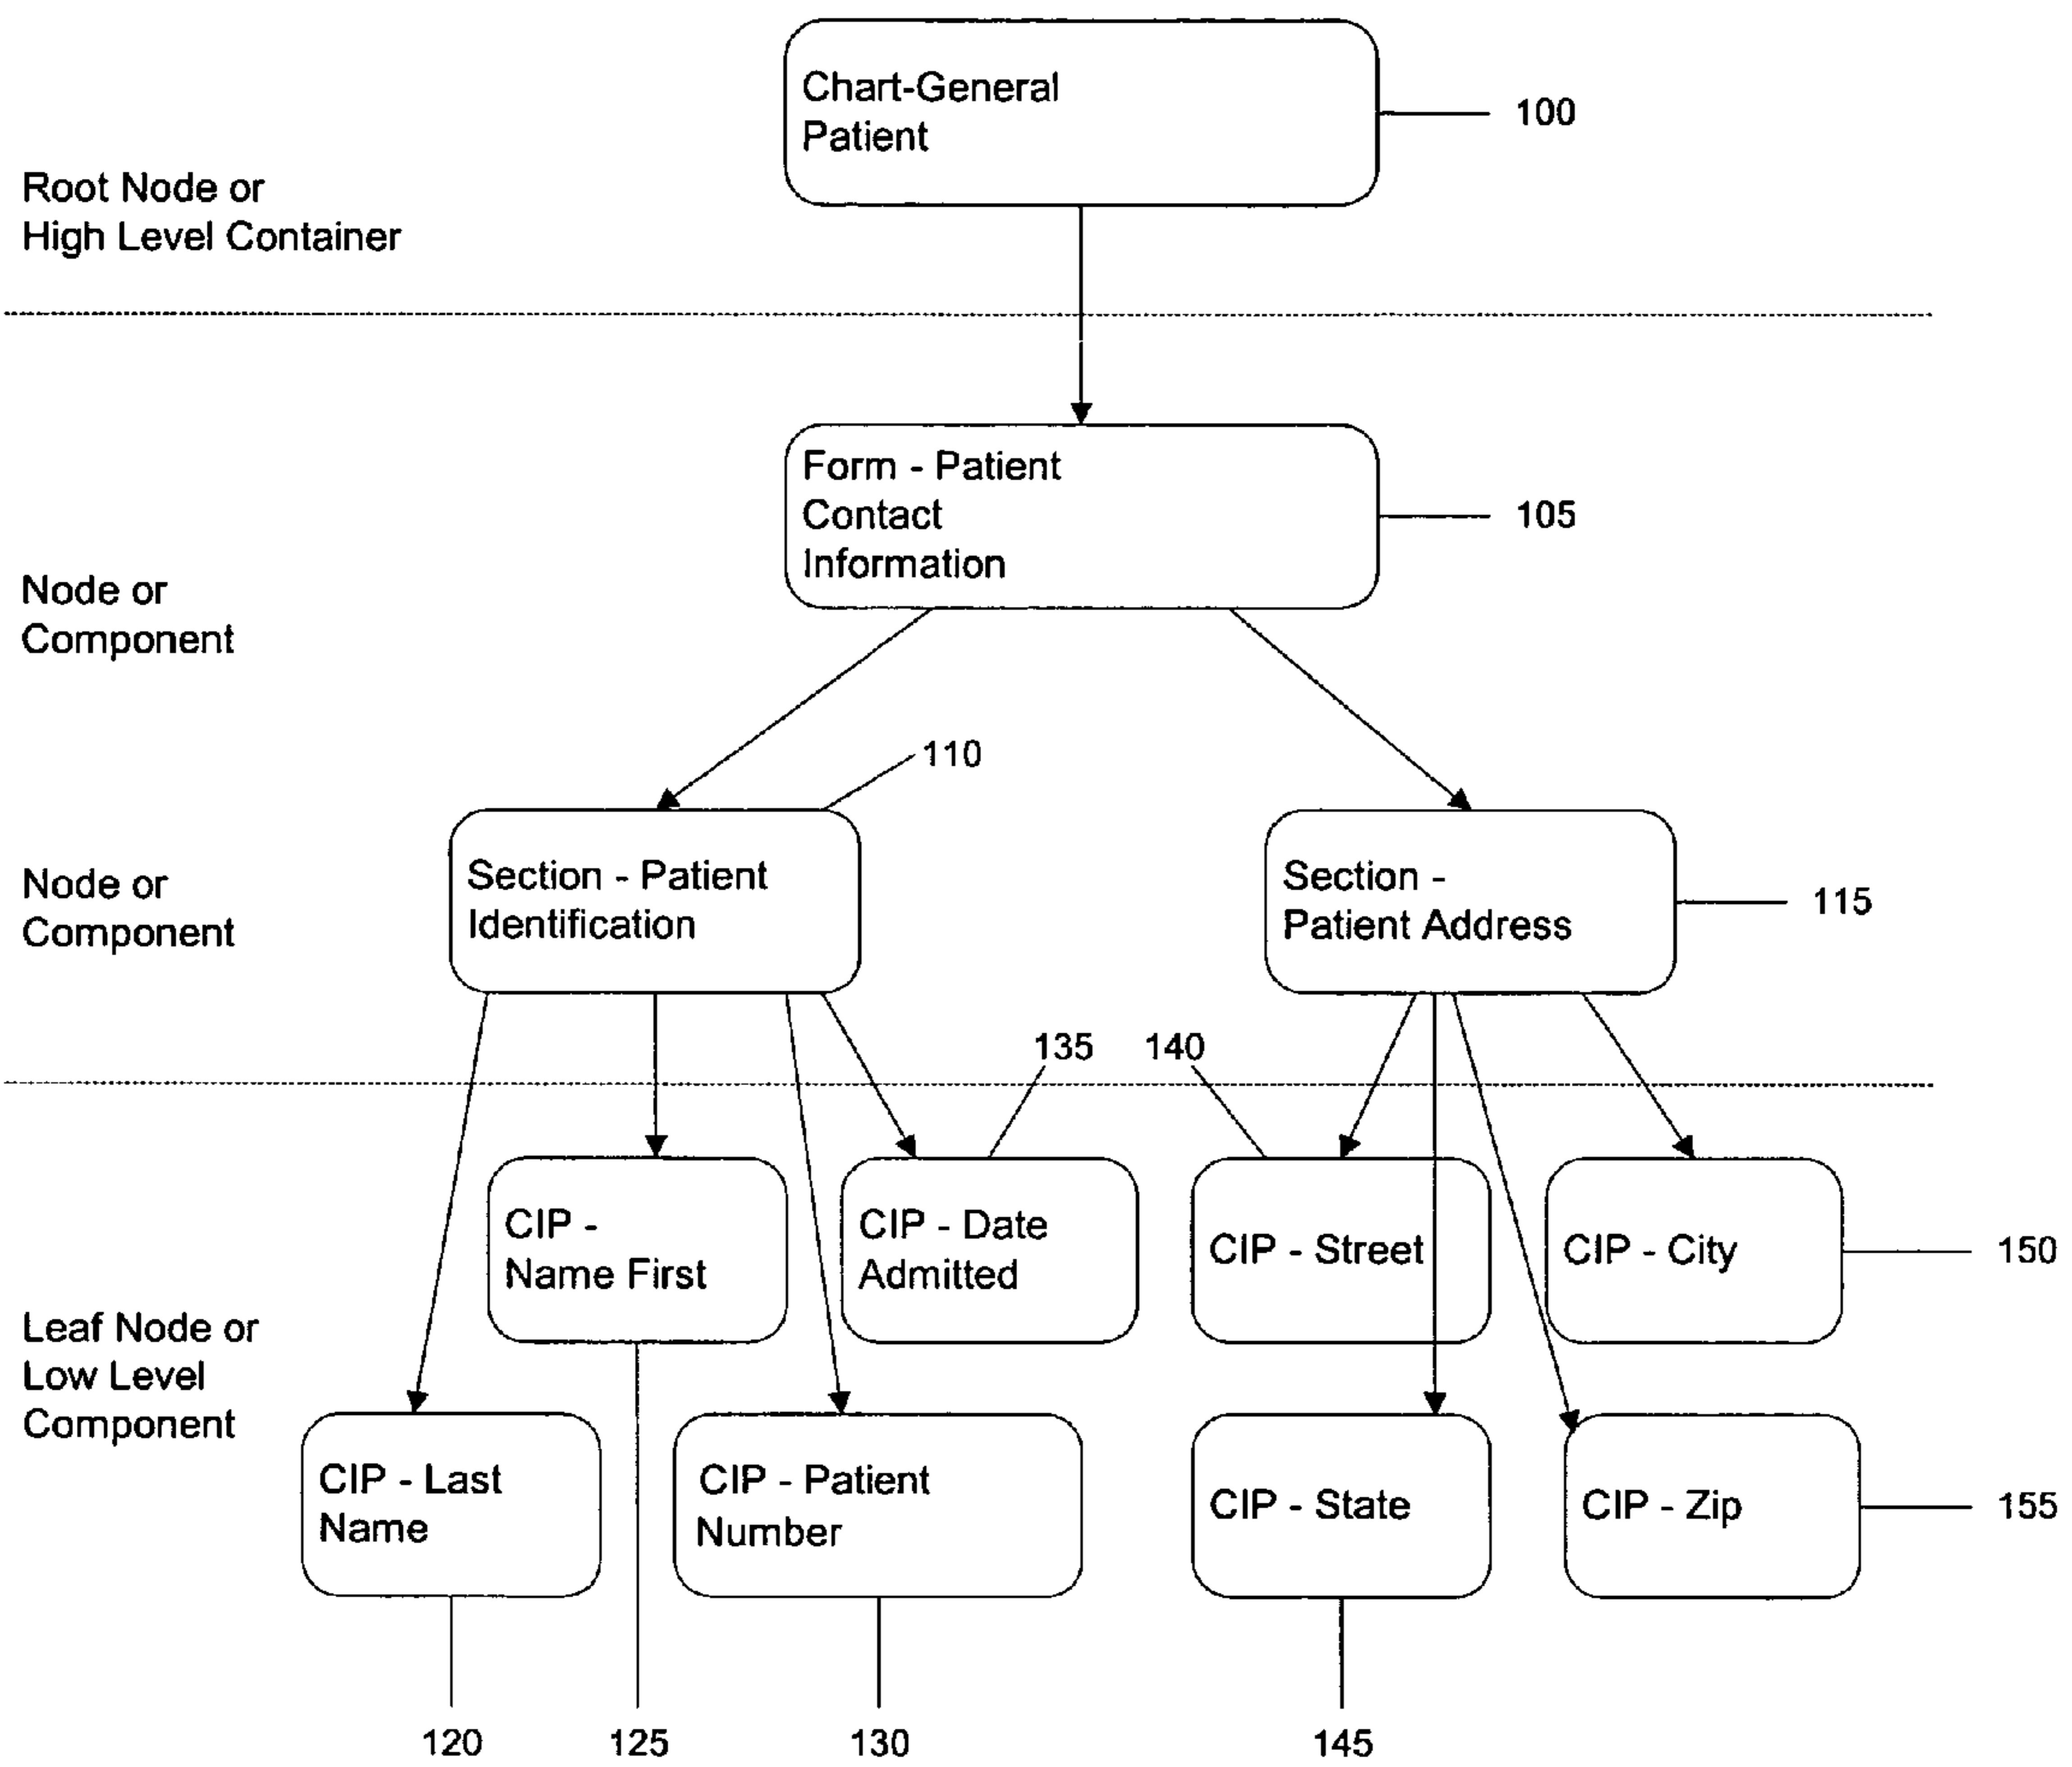 Chart-General
Patient
100
Root Node or
High Level Container
Form - Patient
Contact
Information
105
Node or
Component
110
Section - Patient
Identification
Section -
Patient Address
115
Node or
Component
135
140
CIP -
Name First
CIP - Date
Admitted
CIP - Street
CIP - City
150
Leaf Node or
Low Level
Component
CIP - Last
Name
CIP - Patient
Number
CIP - State
CIP - Zip
155
120
125
130
145